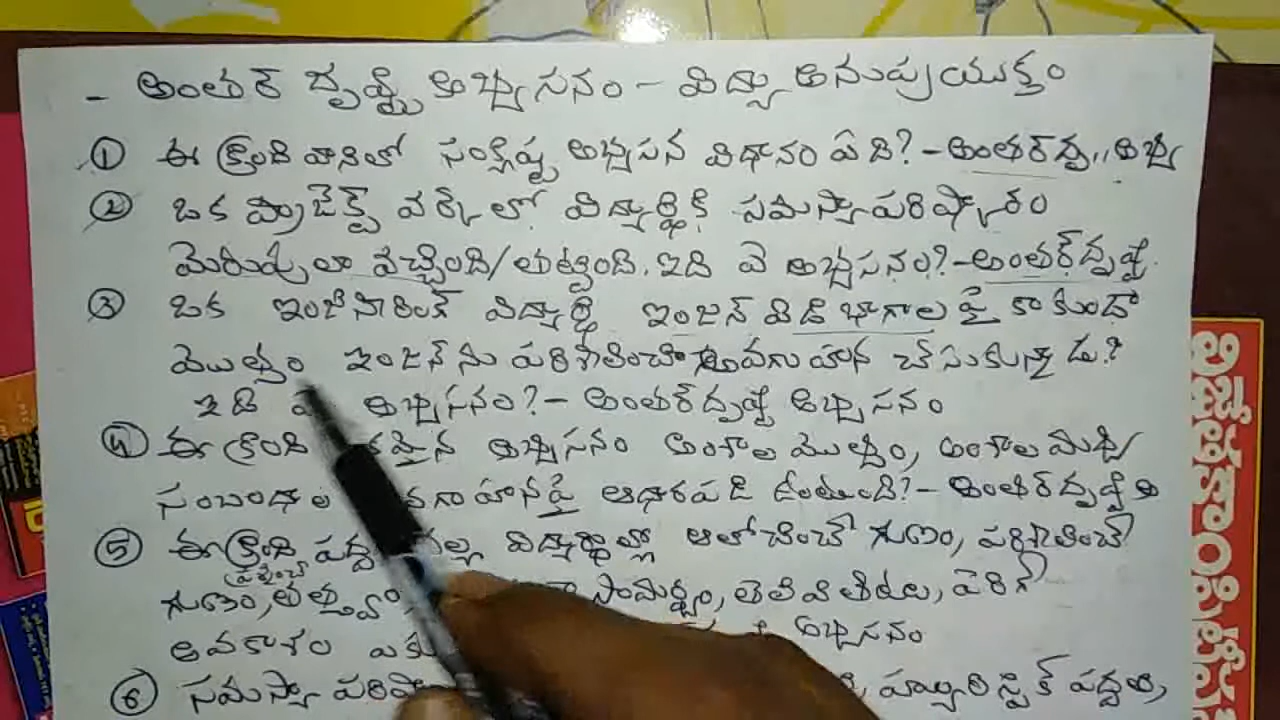 - అంతర్ దృష్టి అభ్యసనం - విద్యా అనుప్రయుక్తం
① ఈ క్రింది వానిలో సంక్లిష్ట అభ్యసన విధానం ఏది? - అంతర్‌దృ,, అభ్య
② ఒక ప్రాజెక్ట్ వర్క్ లో విద్యార్థికి సమస్యాపరిష్కారం
మెరుపులా వచ్చింది/తట్టింది. ఇది ఏ అభ్యసనం? - అంతర్‌దృష్టి
③ ఒక ఇంజినీరింగ్ విద్యార్థి ఇంజన్ విడి భాగాలపై కాకుండా
మొత్తం ఇంజన్‌ను పరిశీలించి అవగాహన చేసుకున్నాడు?
ఇది ఏ అభ్యసనం? - అంతర్‌దృష్టి అభ్యసనం
④ ఈ క్రింది అభ్యసనం అంశాల మొత్తం, అంశాల మధ్య
సంబంధాల అవగాహనపై ఆధారపడి ఉంటుంది? - అంతర్‌దృష్టి అ
⑤ ఈ క్రింది విద్యార్థుల్లో ఆలోచించే గుణం, పరిశీలించే
గుణం, సామర్థ్యం, తెలివితేటలు, పెరిగే
అవకాశం అభ్యసనం
⑥ సమస్యా హ్యూరిస్టిక్ పద్ధతి,
విజేతకాంపిటీషన్